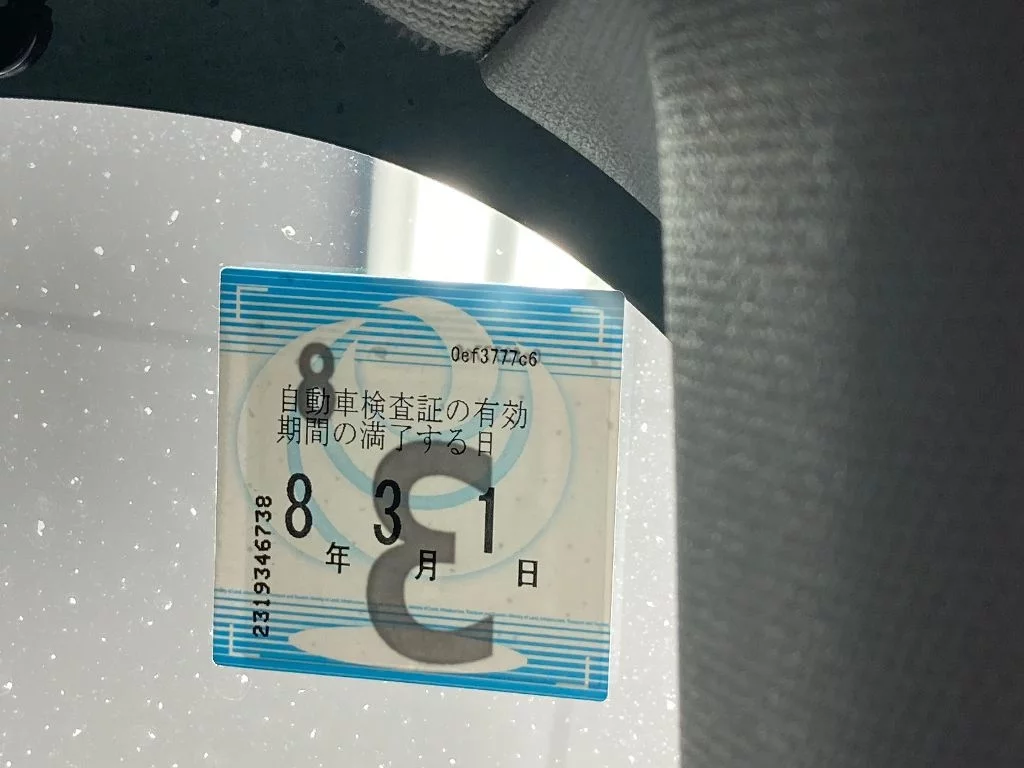 0ef3777c6
8
自動車検査証の有効
期間の満了する日
8年 3月 1日
3
2319346738